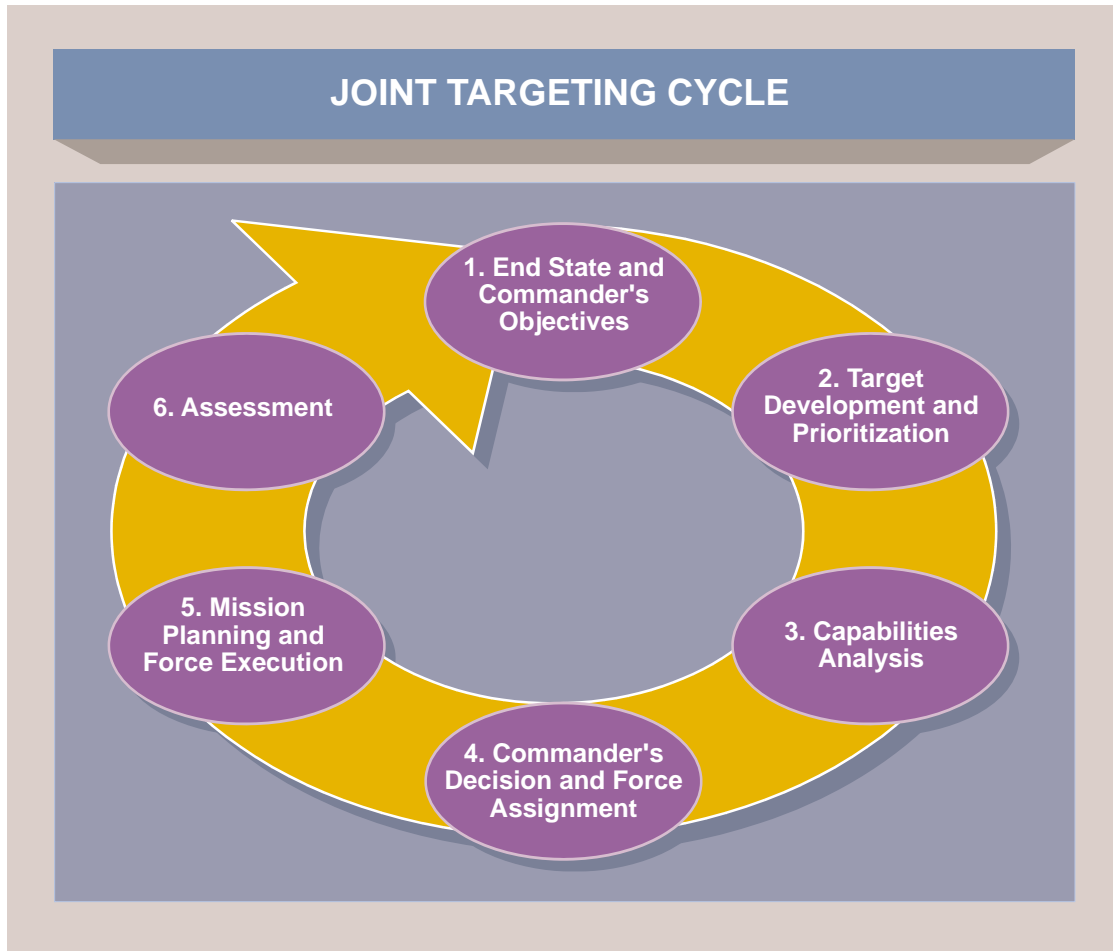 JOINT TARGETING CYCLE
1. End State and
Commander's
Objectives
2. Target
Development and
Prioritization
3. Capabilities
Analysis
4. Commander's
Decision and Force
Assignment
5. Mission
Planning and
Force Execution
6. Assessment